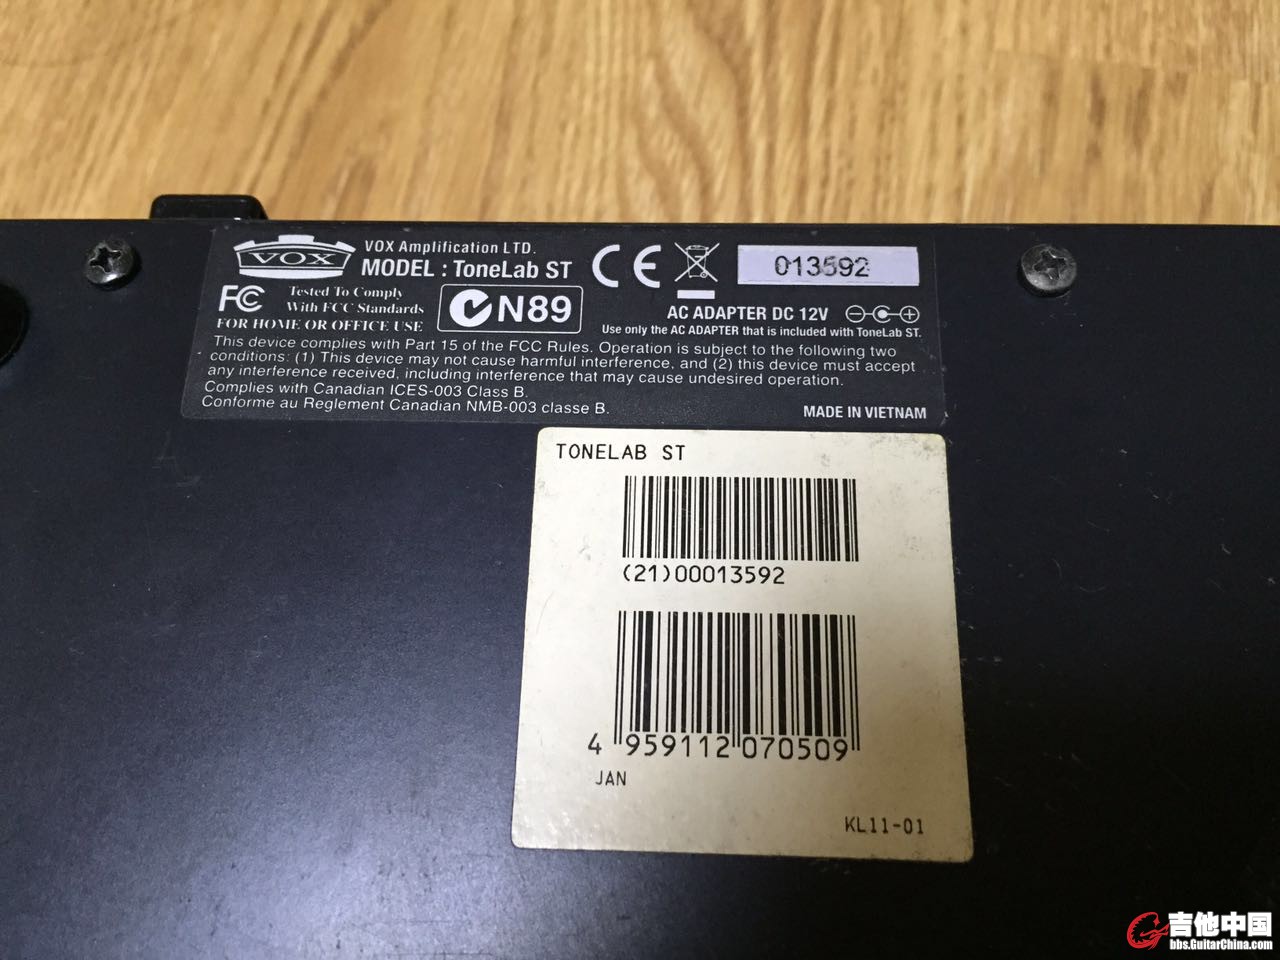 VOX
VOX Amplification LTD.
MODEL : ToneLab ST
CE
013592
FC
Tested To Comply
With FCC Standards
FOR HOME OR OFFICE USE
N89
AC ADAPTER DC 12V
Use only the AC ADAPTER that is included with ToneLab ST.
This device complies with Part 15 of the FCC Rules. Operation is subject to the following two
conditions: (1) This device may not cause harmful interference, and (2) this device must accept
any interference received, including interference that may cause undesired operation.
Complies with Canadian ICES-003 Class B.
Conforme au Reglement Canadian NMB-003 classe B.
MADE IN VIETNAM
TONELAB ST
(21)00013592
4 959112 070509
JAN
KL11-01
吉他中国
bbs.GuitarChina.com